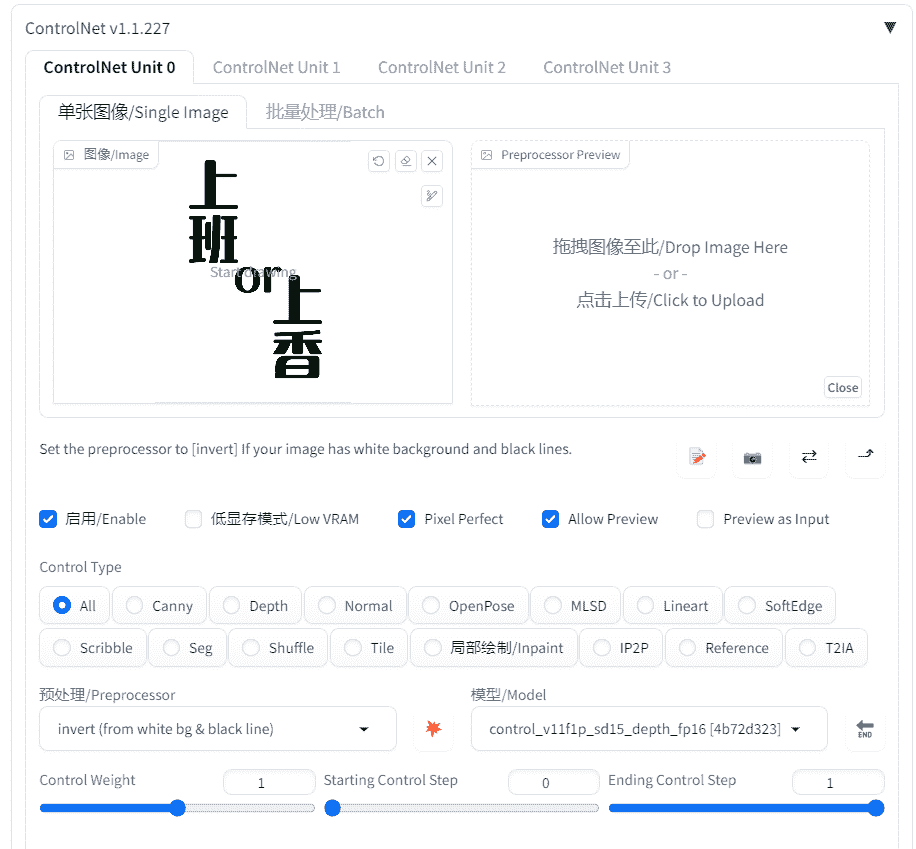 ControlNet v1.1.227
ControlNet Unit 0 ControlNet Unit 1 ControlNet Unit 2 ControlNet Unit 3
单张图像/Single Image 批量处理/Batch
图像/Image
上
班
Start drawing
or
上
香
Preprocessor Preview
拖拽图像至此/Drop Image Here
- or -
点击上传/Click to Upload
Close
Set the preprocessor to [invert] If your image has white background and black lines.
启用/Enable 低显存模式/Low VRAM Pixel Perfect Allow Preview Preview as Input
Control Type
All Canny Depth Normal OpenPose MLSD Lineart SoftEdge
Scribble Seg Shuffle Tile 局部绘制/Inpaint IP2P Reference T2IA
预处理/Preprocessor 模型/Model
invert (from white bg & black line) control_v11f1p_sd15_depth_fp16 [4b72d323] END
Control Weight 1 Starting Control Step 0 Ending Control Step 1